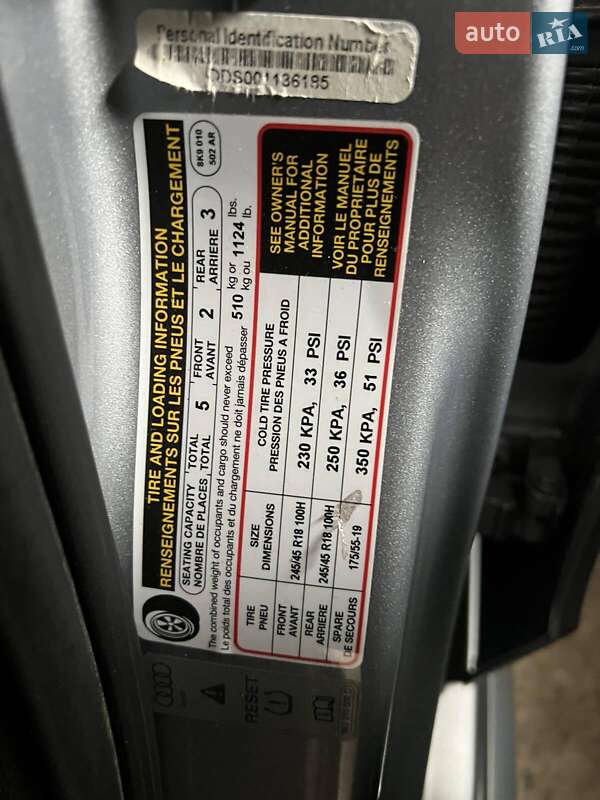 auto RIA.com
Personal Identification Number
DDS001136185
TIRE AND LOADING INFORMATION
RENSEIGNEMENTS SUR LES PNEUS ET LE CHARGEMENT
8K9 010
502 AR
SEATING CAPACITY TOTAL 5 FRONT 2 REAR 3
NOMBRE DE PLACES TOTAL AVANT ARRIERE
The combined weight of occupants and cargo should never exceed 510 kg or 1124 lbs.
Le poids total des occupants et du chargement ne doit jamais dépasser kg ou lb.
TIRE SIZE COLD TIRE PRESSURE
PNEU DIMENSIONS PRESSION DES PNEUS A FROID
FRONT 245/45 R18 100H 230 KPA, 33 PSI
AVANT
REAR 245/45 R18 100H 250 KPA, 36 PSI
ARRIERE
SPARE 175/55-19 350 KPA, 51 PSI
DE SECOURS
SEE OWNER'S
MANUAL FOR
ADDITIONAL
INFORMATION
VOIR LE MANUEL
DU PROPRIETAIRE
POUR PLUS DE
RENSEIGNEMENTS
RESET